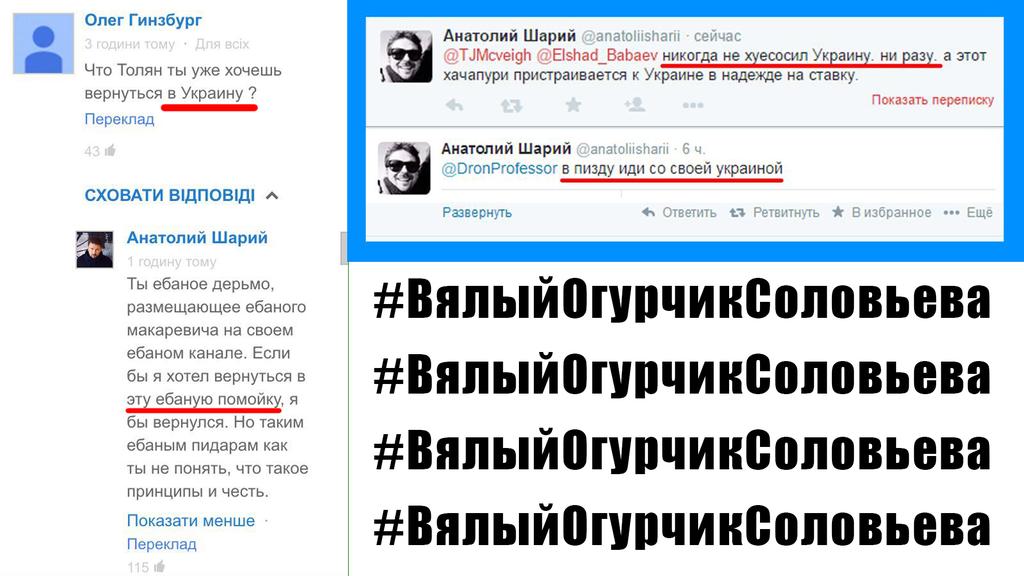 Олег Гинзбург
3 години тому · Для всіх
Что Толян ты уже хочешь
вернуться в Украину ?
Переклад
43
СХОВАТИ ВІДПОВІДІ
Анатолий Шарий
1 годину тому
Ты ебаное дерьмо,
размещающее ебаного
макаревича на своем
ебаном канале. Если
бы я хотел вернуться в
эту ебаную помойку, я
бы вернулся. Но таким
ебаным пидарам как
ты не понять, что такое
принципы и честь.
Показати менше ·
Переклад
115
Анатолий Шарий @anatoliisharii · сейчас
@TJMcveigh @Elshad_Babaev никогда не хуесосил Украину. ни разу. а этот
хачапури пристраивается к Украине в надежде на ставку.
Показать переписку
Анатолий Шарий @anatoliisharii · 6 ч.
@DronProfessor в пизду иди со своей украиной
Развернуть Ответить Ретвитнуть В избранное ••• Ещё
#ВялыйОгурчикСоловьева
#ВялыйОгурчикСоловьева
#ВялыйОгурчикСоловьева
#ВялыйОгурчикСоловьева